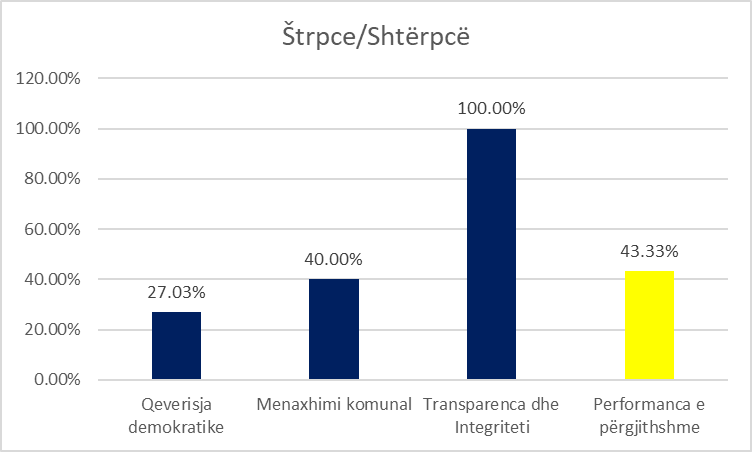 Štrpce/Shtërpcë
120.00%
100.00%
80.00%
60.00%
40.00%
20.00%
0.00%
27.03%
40.00%
100.00%
43.33%
Qeverisja
demokratike
Menaxhimi komunal
Transparenca dhe
Integriteti
Performanca e
përgjithshme